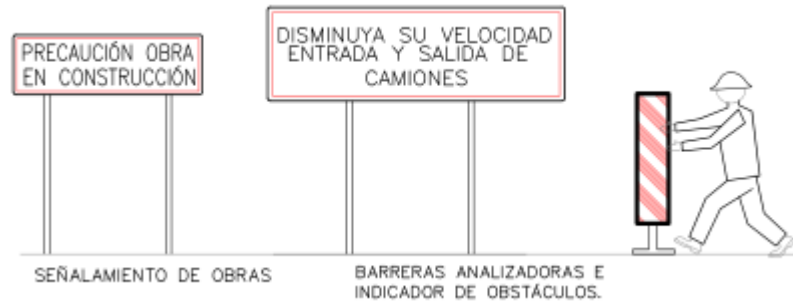 PRECAUCIÓN OBRA
EN CONSTRUCCIÓN
DISMINUYA SU VELOCIDAD
ENTRADA Y SALIDA DE
CAMIONES
SEÑALAMIENTO DE OBRAS
BARRERAS ANALIZADORAS E
INDICADOR DE OBSTÁCULOS.